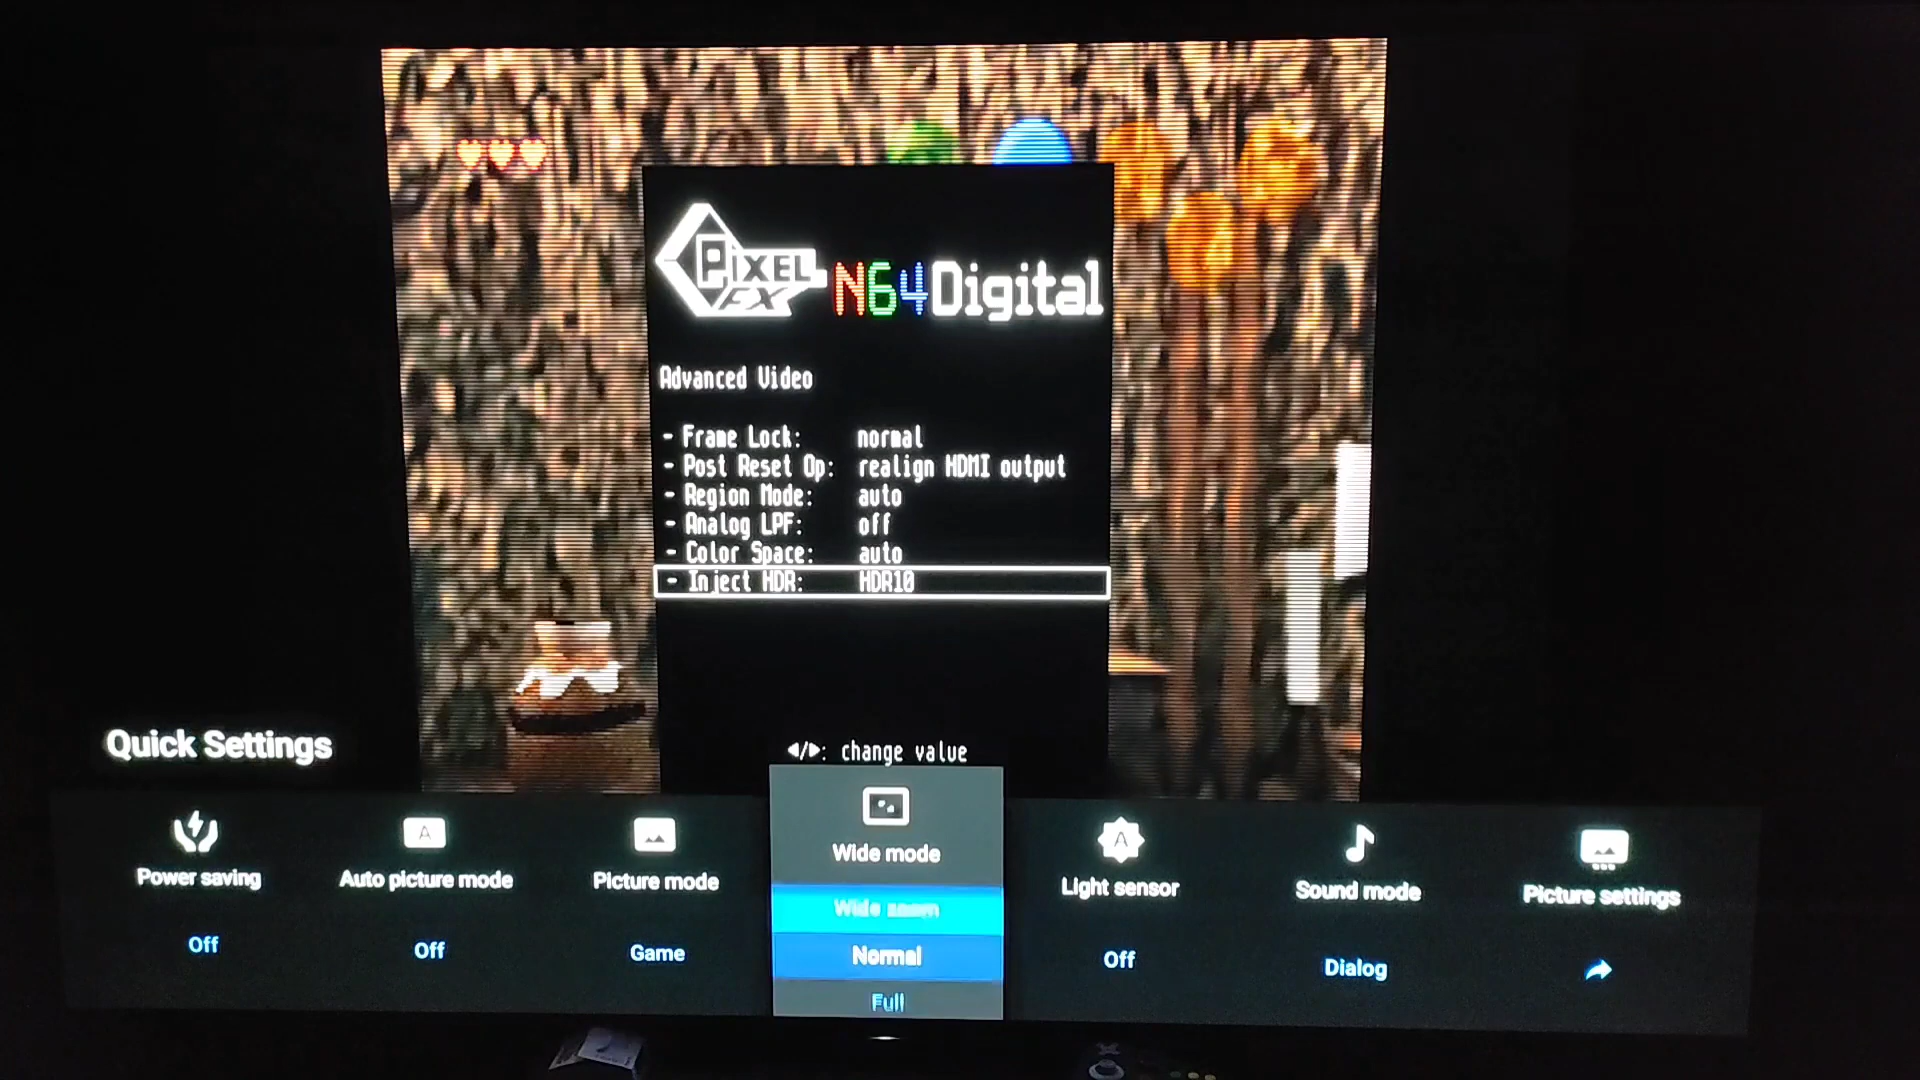 PIXEL
FX
N64Digital
Advanced Video
- Frame Lock: normal
- Post Reset Op: realign HDMI output
- Region Mode: auto
- Analog LPF: off
- Color Space: auto
- Inject HDR: HDR10
◀/▶: change value
Quick Settings
Power saving
Off
A
Auto picture mode
Off
Picture mode
Game
Wide mode
Wide zoom
Normal
Full
A
Light sensor
Off
Sound mode
Dialog
Picture settings